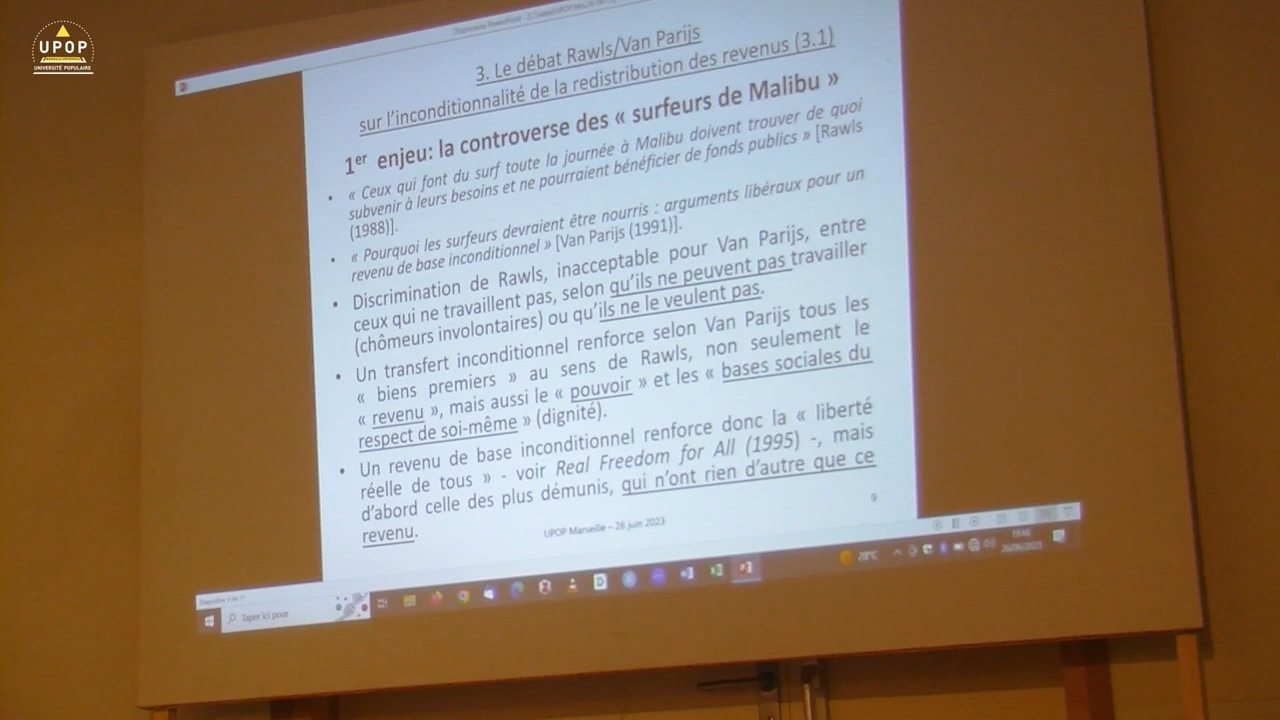 UPOP
UNIVERSITÉ POPULAIRE
3. Le débat Rawls/Van Parijs
sur l'inconditionnalité de la redistribution des revenus (3.1)
1er enjeu: la controverse des « surfeurs de Malibu »
• « Ceux qui font du surf toute la journée à Malibu doivent trouver de quoi
subvenir à leurs besoins et ne pourraient bénéficier de fonds publics » [Rawls
(1988)].
• « Pourquoi les surfeurs devraient être nourris : arguments libéraux pour un
revenu de base inconditionnel » [Van Parijs (1991)].
• Discrimination de Rawls, inacceptable pour Van Parijs, entre
ceux qui ne travaillent pas, selon qu'ils ne peuvent pas travailler
(chômeurs involontaires) ou qu'ils ne le veulent pas.
• Un transfert inconditionnel renforce selon Van Parijs tous les
« biens premiers » au sens de Rawls, non seulement le
« revenu », mais aussi le « pouvoir » et les « bases sociales du
respect de soi-même » (dignité).
• Un revenu de base inconditionnel renforce donc la « liberté
réelle de tous » - voir Real Freedom for All (1995) -, mais
d'abord celle des plus démunis, qui n'ont rien d'autre que ce
revenu.
UPOP Marseille – 26 juin 2023
9
Taper ici pour
28°C